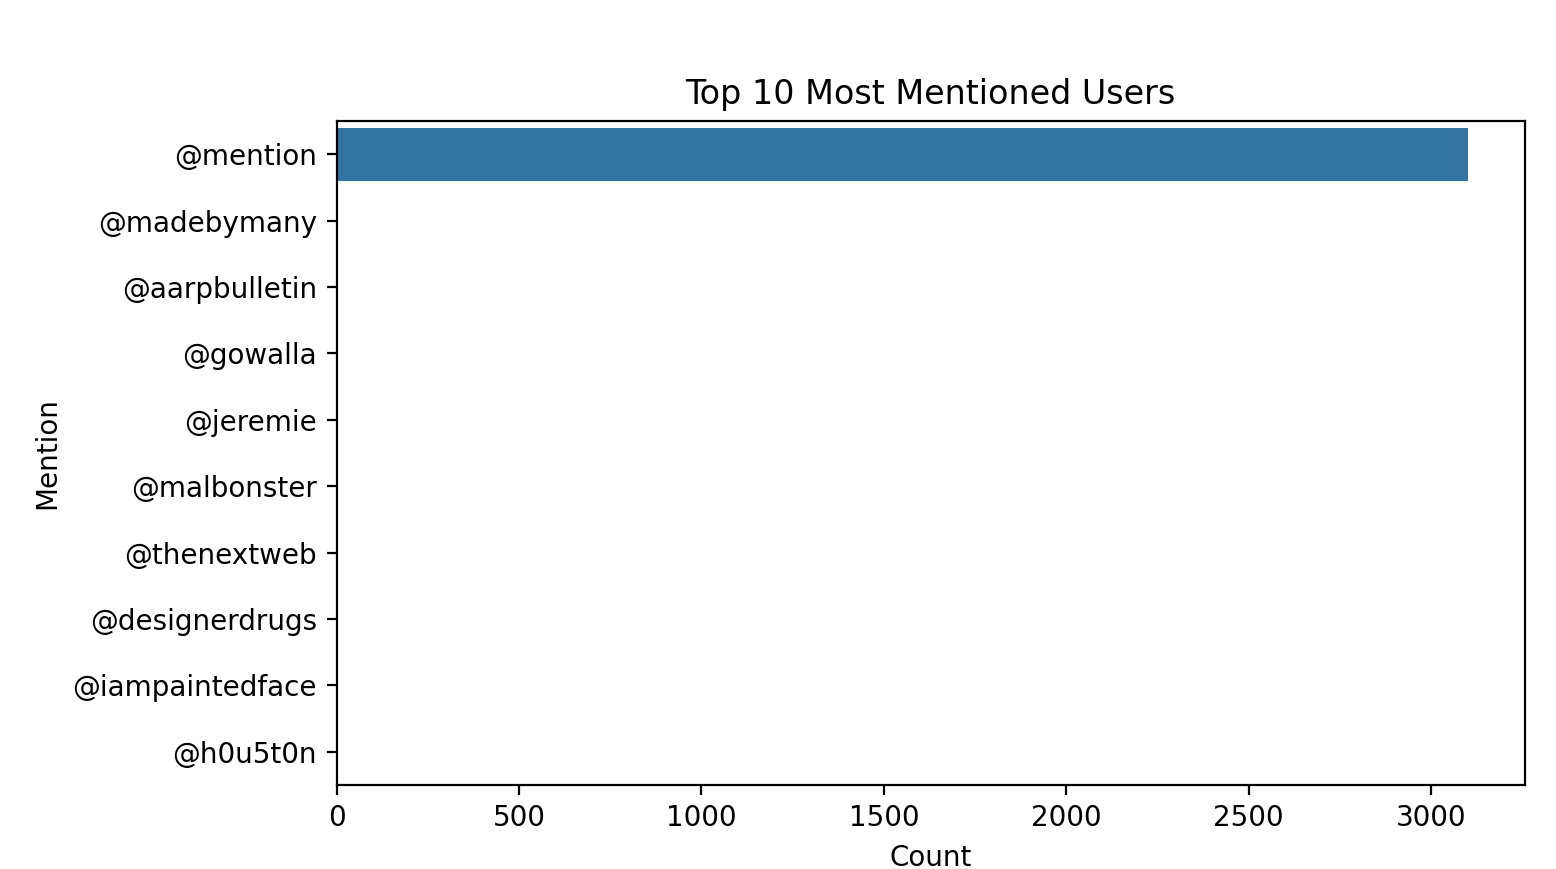 Top 10 Most Mentioned Users
@mention
@madebymany
@aarpbulletin
@gowalla
@jeremie
@malbonster
@thenextweb
@designerdrugs
@iampaintedface
@h0u5t0n
Mention
0 500 1000 1500 2000 2500 3000
Count